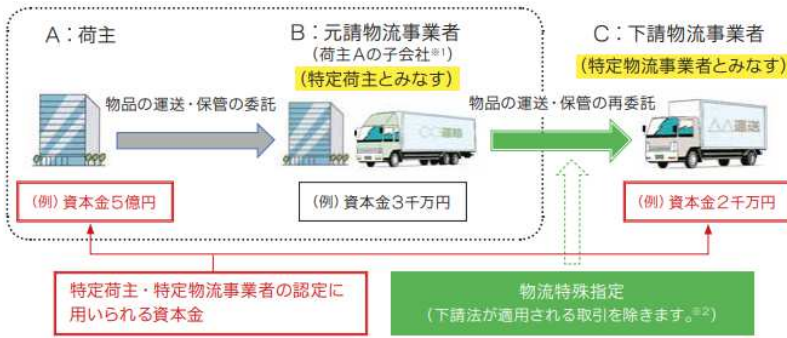 A：荷主
B：元請物流事業者
（荷主Aの子会社※1）
（特定荷主とみなす）
C：下請物流事業者
（特定物流事業者とみなす）
物品の運送・保管の委託
物品の運送・保管の再委託
〇〇運輸
△△運送
（例）資本金5億円
（例）資本金3千万円
（例）資本金2千万円
特定荷主・特定物流事業者の認定に
用いられる資本金
物流特殊指定
（下請法が適用される取引を除きます。※2）